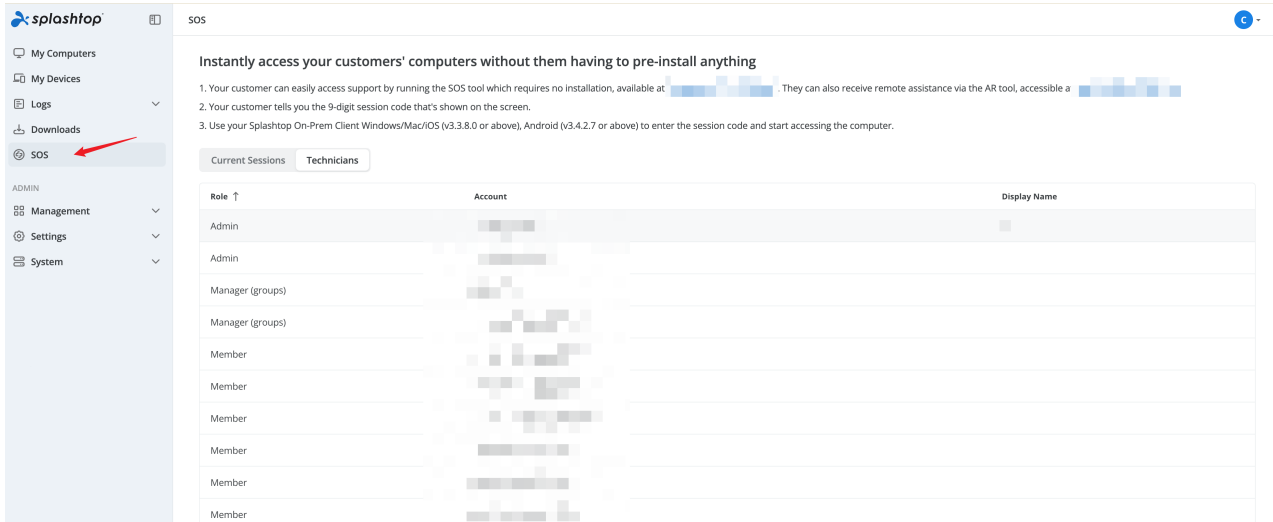 splashtop
SOS
C
My Computers
My Devices
Logs
Downloads
SOS
ADMIN
Management
Settings
System
Instantly access your customers' computers without them having to pre-install anything
1. Your customer can easily access support by running the SOS tool which requires no installation, available at . They can also receive remote assistance via the AR tool, accessible a
2. Your customer tells you the 9-digit session code that's shown on the screen.
3. Use your Splashtop On-Prem Client Windows/Mac/iOS (v3.3.8.0 or above), Android (v3.4.2.7 or above) to enter the session code and start accessing the computer.
Current Sessions Technicians
Role ↑ Account Display Name
Admin
Admin
Manager (groups)
Manager (groups)
Member
Member
Member
Member
Member
Member